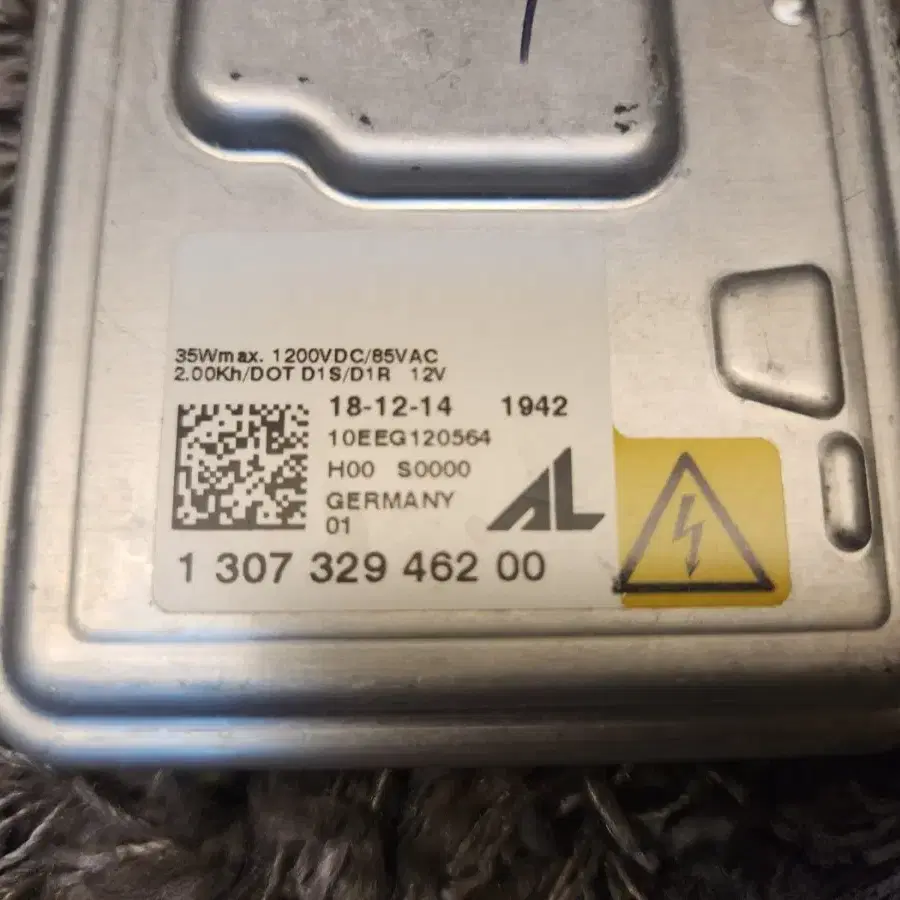 35Wmax. 1200VDC/85VAC
2.00Kh/DOT D1S/D1R 12V
18-12-14 1942
10EEG120564
H00 S0000
GERMANY
01
AL
1 307 329 462 00